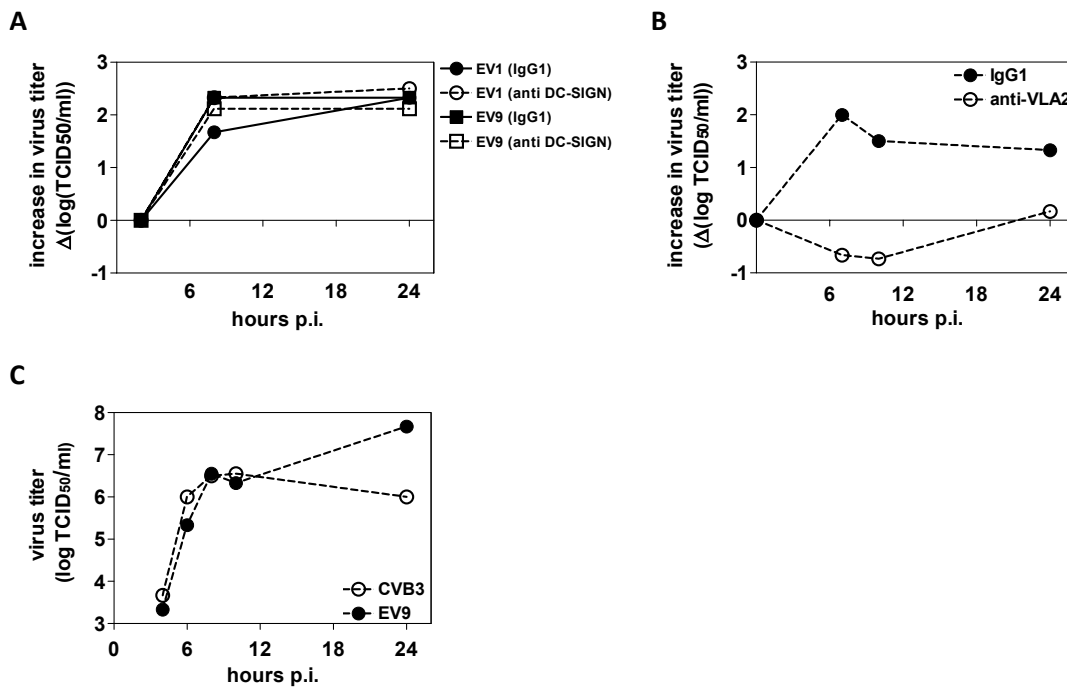 A
increase in virus titer
Δ(log(TCID50/ml))
3
2
1
0
-1
6
12
18
24
hours p.i.
EV1 (IgG1)
EV1 (anti DC-SIGN)
EV9 (IgG1)
EV9 (anti DC-SIGN)
B
increase in virus titer
(Δ(log TCID50/ml))
3
2
1
0
-1
6
12
18
24
hours p.i.
IgG1
anti-VLA2
C
virus titer
(log TCID50/ml)
8
7
6
5
4
3
0
6
12
18
24
hours p.i.
CVB3
EV9